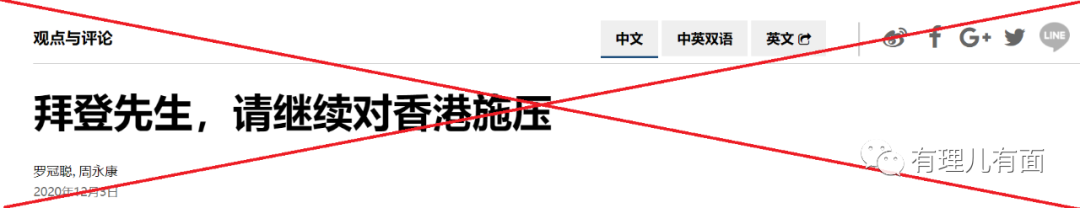 观点与评论
中文 中英双语 英文
G+ LINE
拜登先生，请继续对香港施压
有理儿有面
罗冠聪, 周永康
2020年12月3日